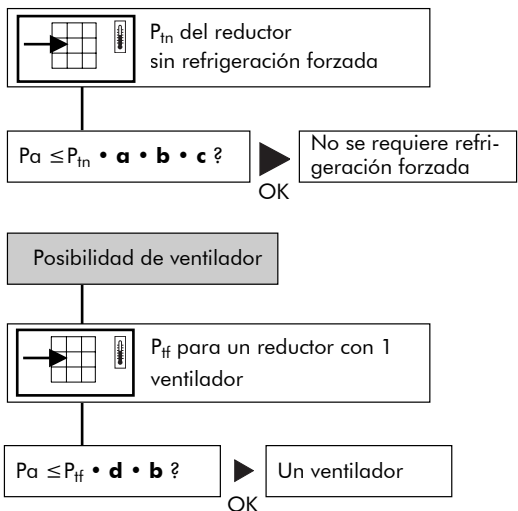 Ptn del reductor
sin refrigeración forzada
Pa ≤Ptn • a • b • c ?
OK
No se requiere refri-
geración forzada
Posibilidad de ventilador
Ptf para un reductor con 1
ventilador
Pa ≤Ptf • d • b ?
OK
Un ventilador